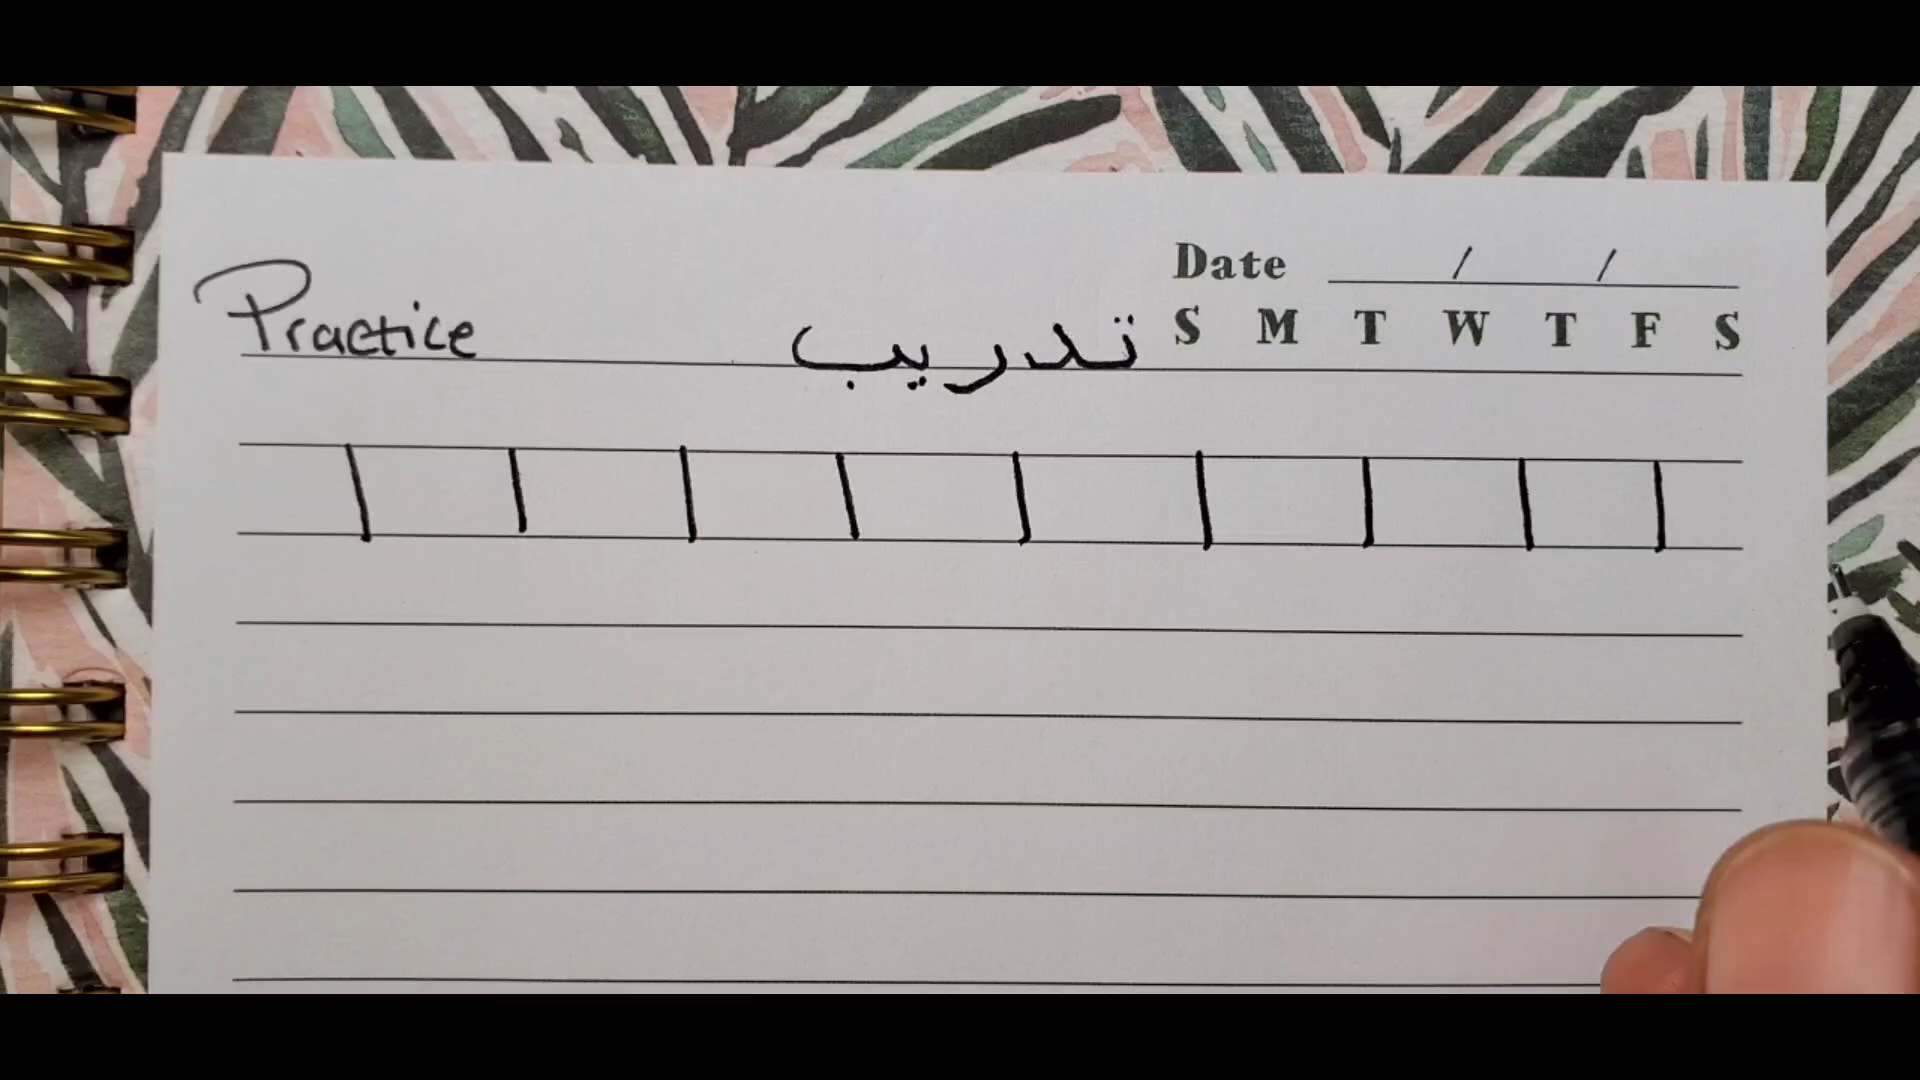 Date / /
S M T W T F S
Practice تدريب
ا ا ا ا ا ا ا ا ا